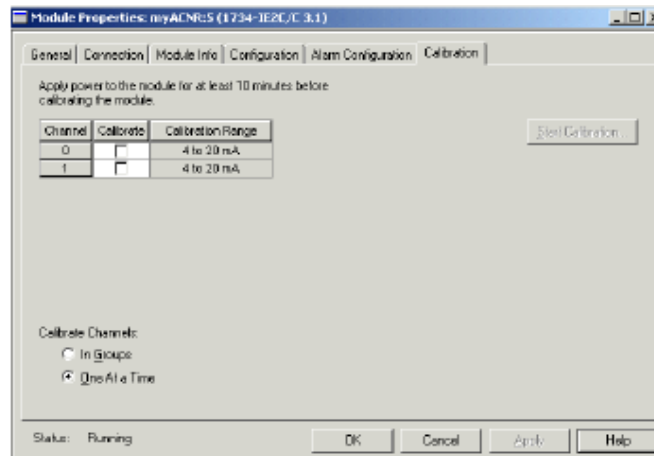 Module Properties: myACNR:5 (1734-IE2C/C 3.1)
General Connection Module Info Configuration Alarm Configuration Calibration
Apply power to the module for at least 10 minutes before
calibrating the module.
Channel Calibrate Calibration Range
0 4 to 20 mA
1 4 to 20 mA
Start Calibration...
Calibrate Channels:
In Groups
One At a Time
Status: Running OK Cancel Apply Help